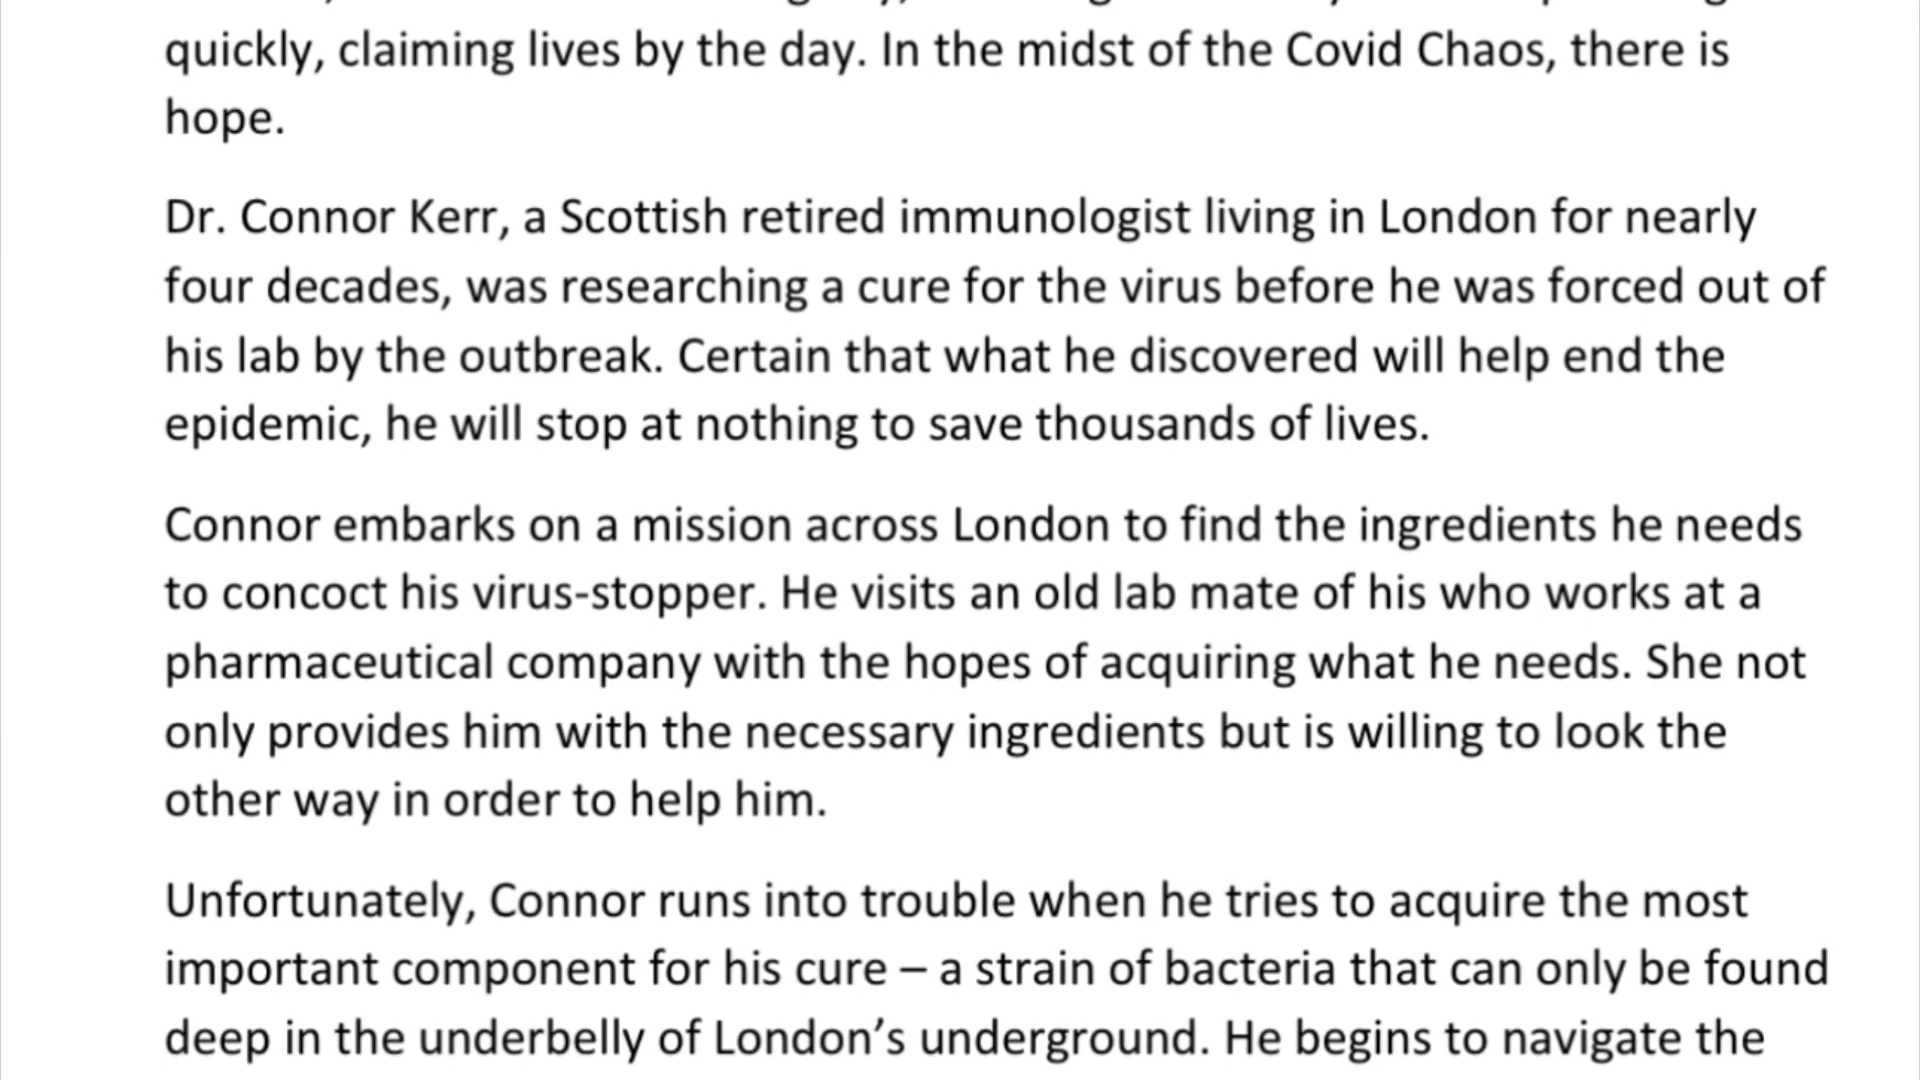 quickly, claiming lives by the day. In the midst of the Covid Chaos, there is
hope.
Dr. Connor Kerr, a Scottish retired immunologist living in London for nearly
four decades, was researching a cure for the virus before he was forced out of
his lab by the outbreak. Certain that what he discovered will help end the
epidemic, he will stop at nothing to save thousands of lives.
Connor embarks on a mission across London to find the ingredients he needs
to concoct his virus-stopper. He visits an old lab mate of his who works at a
pharmaceutical company with the hopes of acquiring what he needs. She not
only provides him with the necessary ingredients but is willing to look the
other way in order to help him.
Unfortunately, Connor runs into trouble when he tries to acquire the most
important component for his cure – a strain of bacteria that can only be found
deep in the underbelly of London’s underground. He begins to navigate the